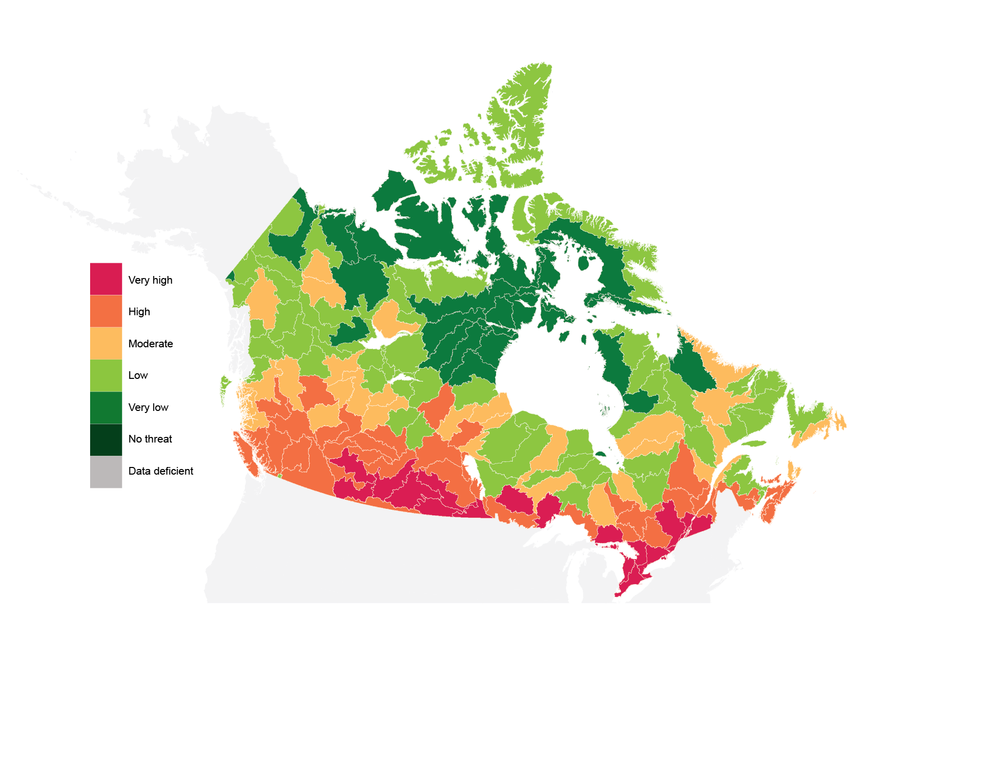 Very high
High
Moderate
Low
Very low
No threat
Data deficient